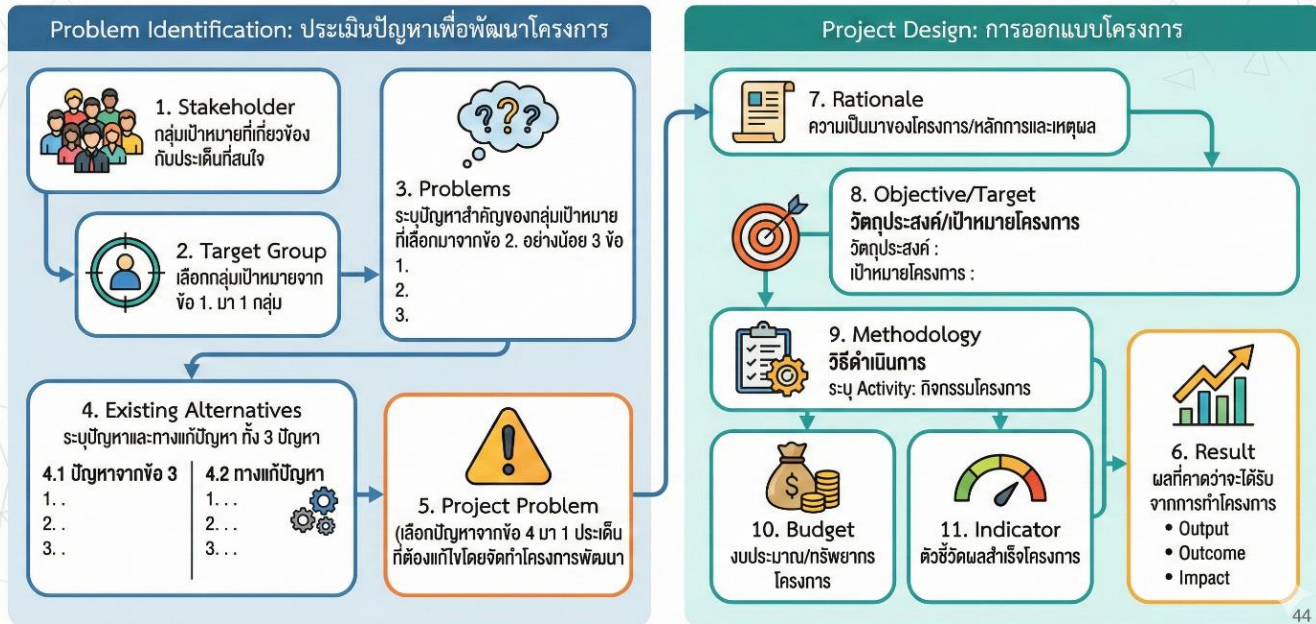 Problem Identification: ประเมินปัญหาเพื่อพัฒนาโครงการ
1. Stakeholder
กลุ่มเป้าหมายที่เกี่ยวข้อง
กับประเด็นที่สนใจ
2. Target Group
เลือกกลุ่มเป้าหมายจาก
ข้อ 1. มา 1 กลุ่ม
???
3. Problems
ระบุปัญหาสำคัญของกลุ่มเป้าหมาย
ที่เลือกมาจากข้อ 2. อย่างน้อย 3 ข้อ
1.
2.
3.
4. Existing Alternatives
ระบุปัญหาและทางแก้ปัญหา ทั้ง 3 ปัญหา
4.1 ปัญหาจากข้อ 3
1. .
2. .
3. .
4.2 ทางแก้ปัญหา
1. . .
2. . .
3. . .
5. Project Problem
(เลือกปัญหาจากข้อ 4 มา 1 ประเด็น
ที่ต้องแก้ไขโดยจัดทำโครงการพัฒนา
Project Design: การออกแบบโครงการ
7. Rationale
ความเป็นมาของโครงการ/หลักการและเหตุผล
8. Objective/Target
วัตถุประสงค์/เป้าหมายโครงการ
วัตถุประสงค์ :
เป้าหมายโครงการ :
9. Methodology
วิธีดำเนินการ
ระบุ Activity: กิจกรรมโครงการ
$
10. Budget
งบประมาณ/ทรัพยากร
โครงการ
11. Indicator
ตัวชี้วัดผลสำเร็จโครงการ
6. Result
ผลที่คาดว่าจะได้รับ
จากการทำโครงการ
• Output
• Outcome
• Impact
44